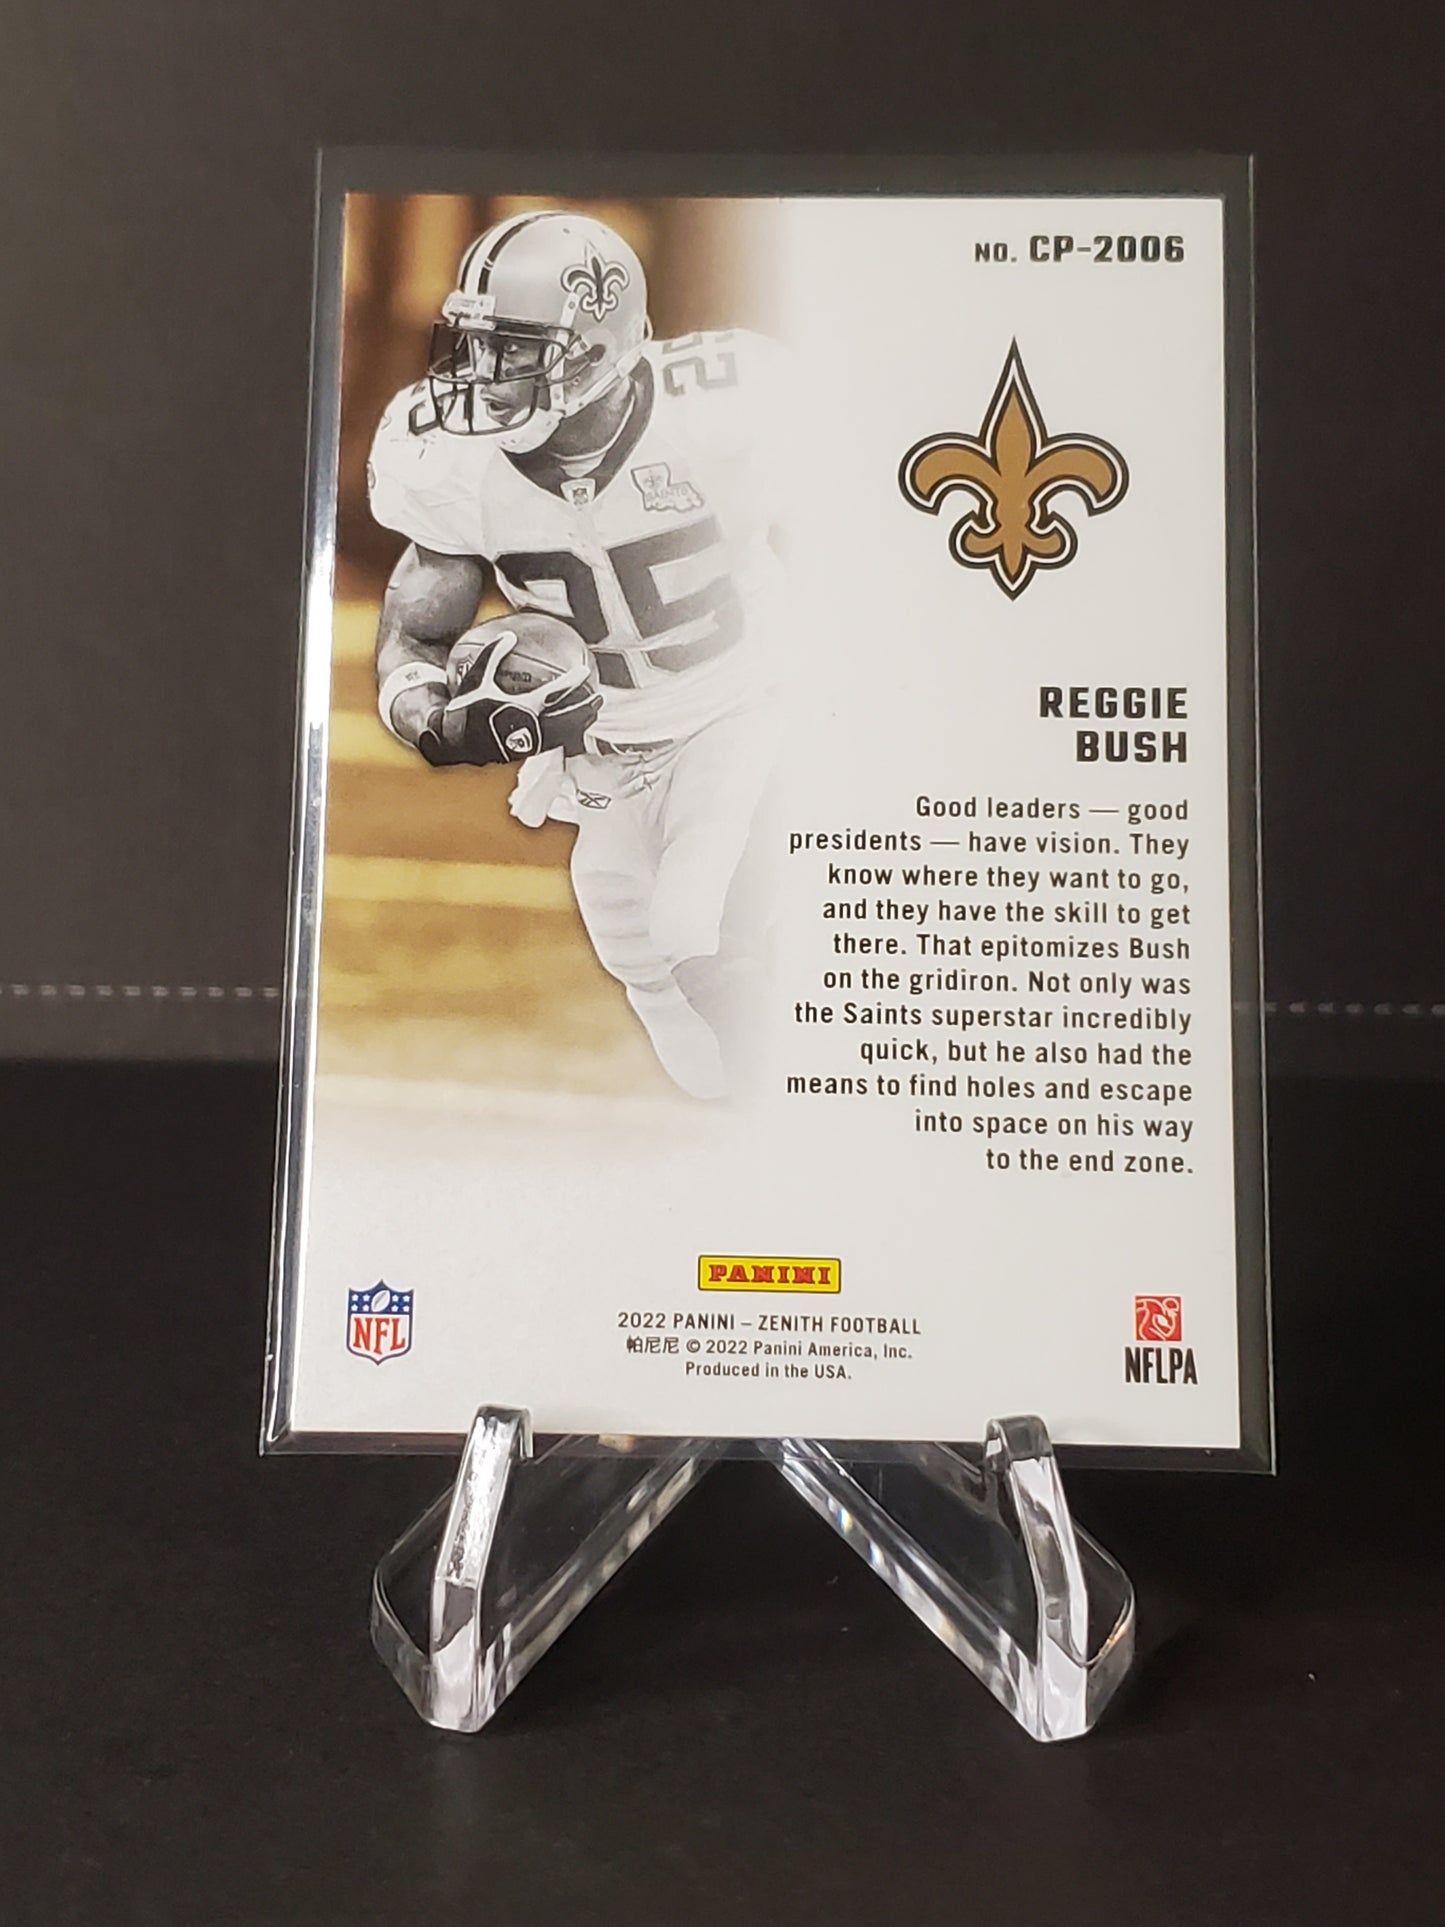 NO. CP-2006
25
25
SAINTS
REGGIE
BUSH
Good leaders — good
presidents — have vision. They
know where they want to go,
and they have the skill to get
there. That epitomizes Bush
on the gridiron. Not only was
the Saints superstar incredibly
quick, but he also had the
means to find holes and escape
into space on his way
to the end zone.
PANINI
NFL
2022 PANINI – ZENITH FOOTBALL
帕尼尼 © 2022 Panini America, Inc.
Produced in the USA.
NFLPA